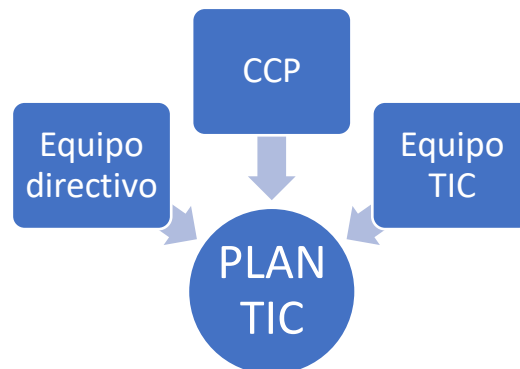 CCP
Equipo
directivo
Equipo
TIC
PLAN
TIC